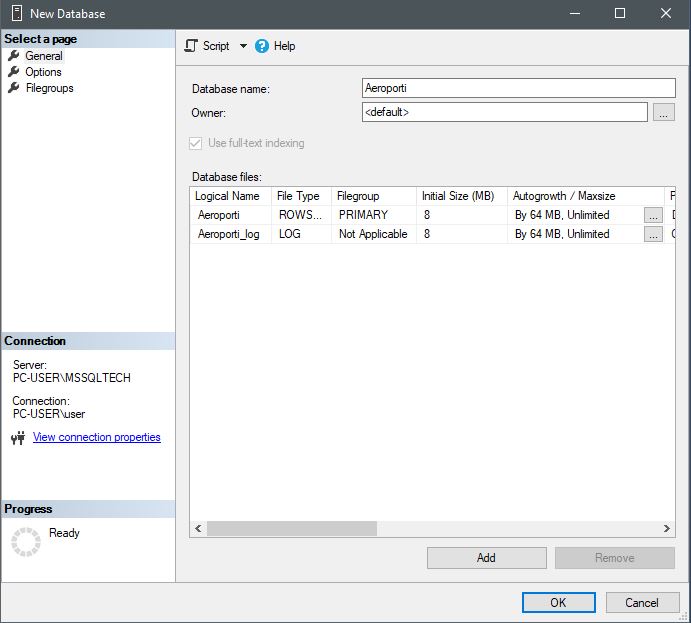 New Database
Select a page
General
Options
Filegroups
Script
Help
Database name:
Aeroporti
Owner:
<default>
...
Use full-text indexing
Database files:
Logical Name File Type Filegroup Initial Size (MB) Autogrowth / Maxsize
Aeroporti ROWS... PRIMARY 8 By 64 MB, Unlimited ...
Aeroporti_log LOG Not Applicable 8 By 64 MB, Unlimited ...
Connection
Server:
PC-USER\MSSQLTECH
Connection:
PC-USER\user
View connection properties
Progress
Ready
Add
Remove
OK
Cancel